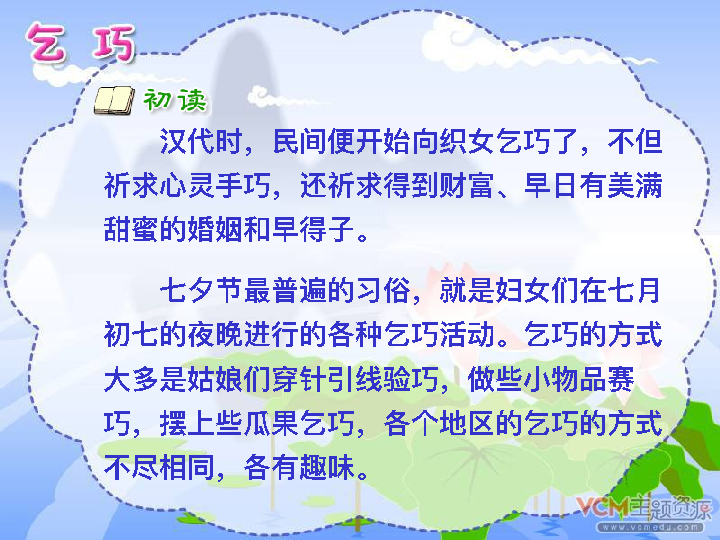 乞 巧
初读
汉代时，民间便开始向织女乞巧了，不但
祈求心灵手巧，还祈求得到财富、早日有美满
甜蜜的婚姻和早得子。
七夕节最普遍的习俗，就是妇女们在七月
初七的夜晚进行的各种乞巧活动。乞巧的方式
大多是姑娘们穿针引线验巧，做些小物品赛
巧，摆上些瓜果乞巧，各个地区的乞巧的方式
不尽相同，各有趣味。
VCM主题资源
www.vcmedu.com